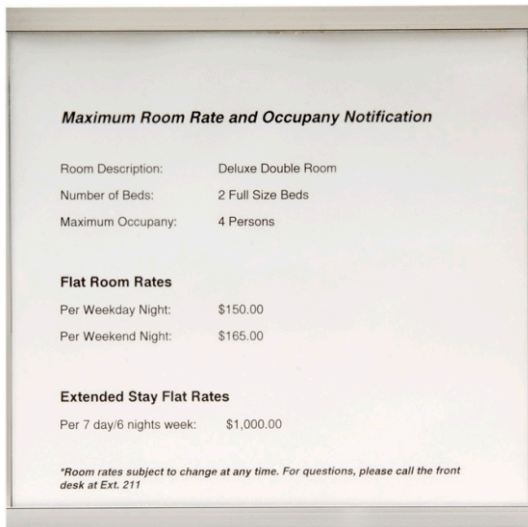 Maximum Room Rate and Occupany Notification
Room Description: Deluxe Double Room
Number of Beds: 2 Full Size Beds
Maximum Occupany: 4 Persons
Flat Room Rates
Per Weekday Night: $150.00
Per Weekend Night: $165.00
Extended Stay Flat Rates
Per 7 day/6 nights week: $1,000.00
*Room rates subject to change at any time. For questions, please call the front
desk at Ext. 211